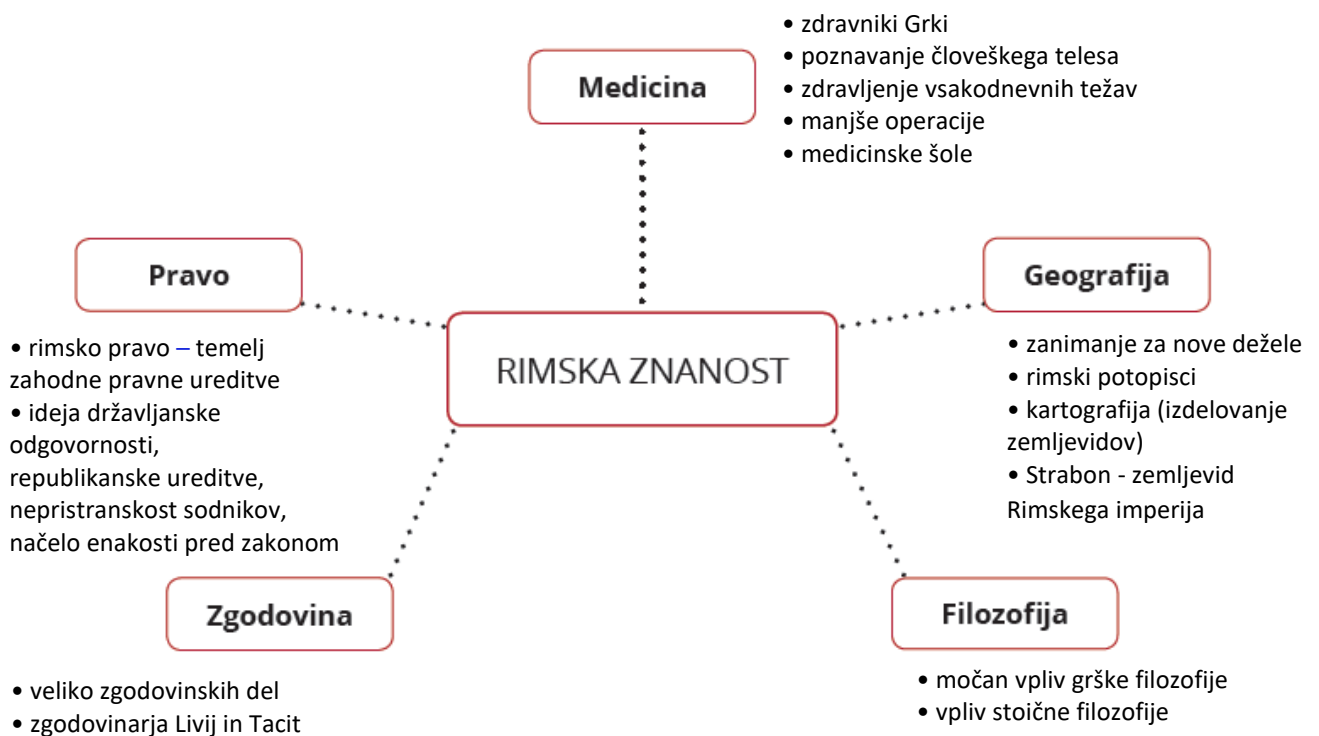 • zdravniki Grki
Medicina
• poznavanje človeškega telesa
• zdravljenje vsakodnevnih težav
• manjše operacije
• medicinske šole
Pravo
• rimsko pravo – temelj
zahodne pravne ureditve
• ideja državljanske
odgovornosti,
republikanske ureditve,
nepristranskost sodnikov,
načelo enakosti pred zakonom
RIMSKA ZNANOST
Geografija
• zanimanje za nove dežele
• rimski potopisci
• kartografija (izdelovanje
zemljevidov)
• Strabon - zemljevid
Rimskega imperija
Zgodovina
• veliko zgodovinskih del
• zgodovinarja Livij in Tacit
Filozofija
• močan vpliv grške filozofije
• vpliv stoične filozofije